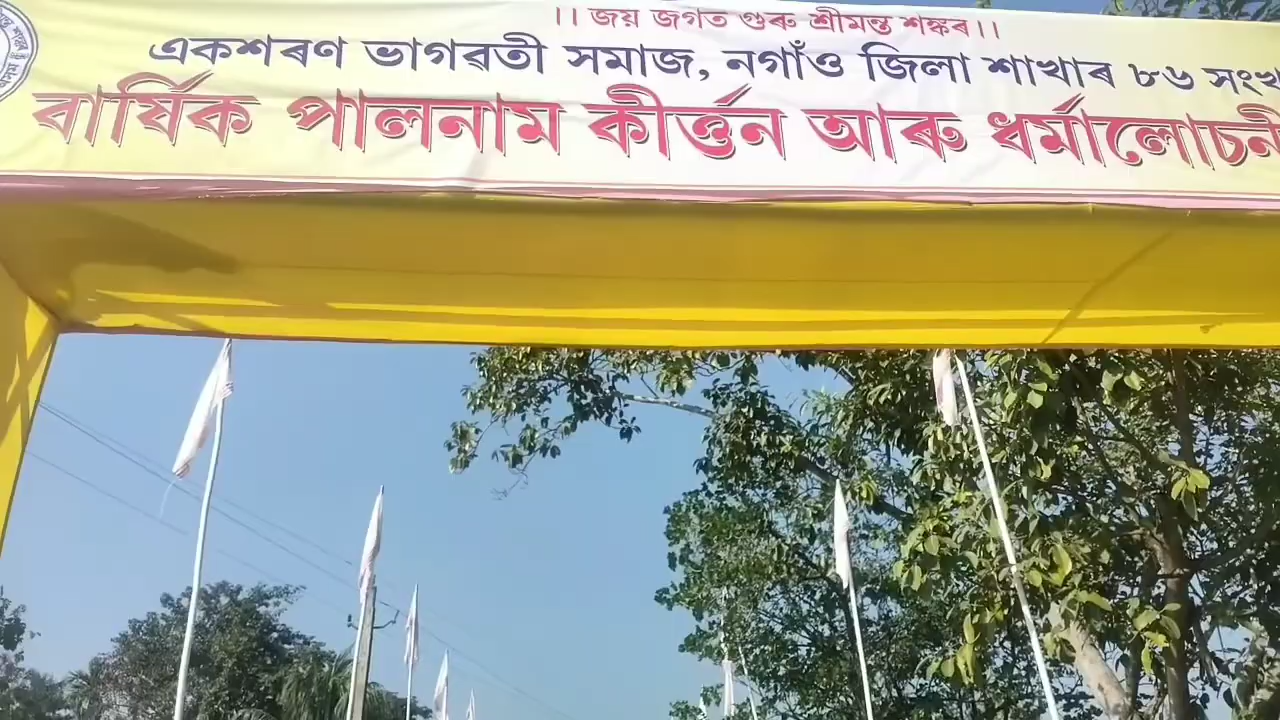 ।। জয় জগত গুৰু শ্ৰীমন্ত শঙ্কৰ।।
একশৰণ ভাগৱতী সমাজ, নগাঁও জিলা শাখাৰ ৮৬
বাৰ্ষিক পালনাম কীৰ্ত্তন আৰু ধৰ্মালোচনী